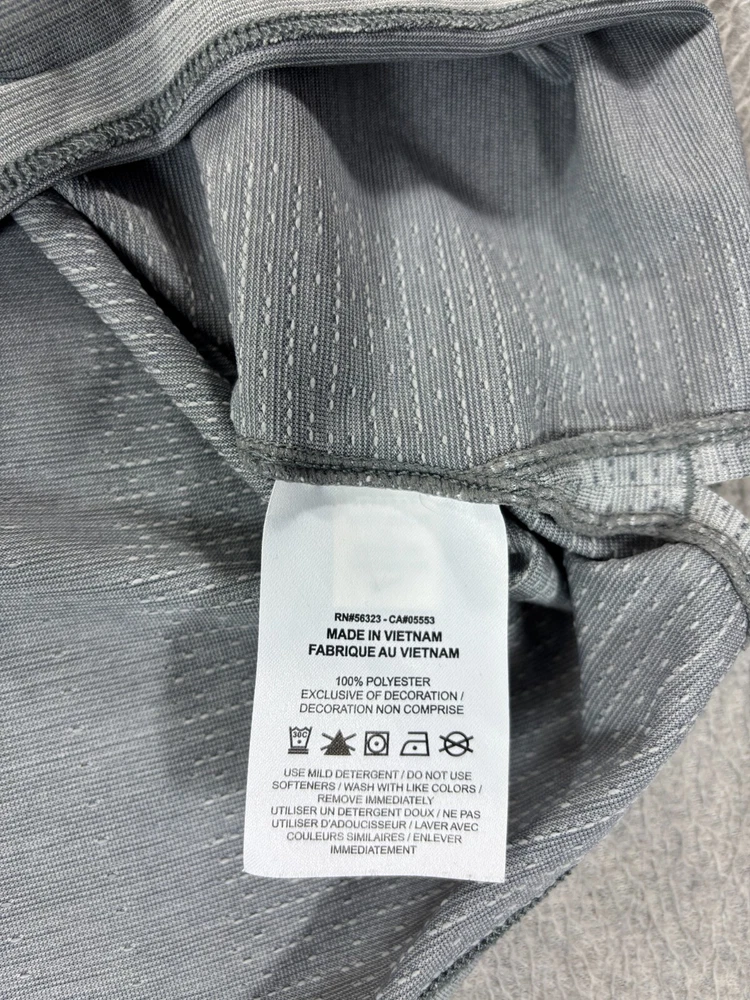 RN#56323 - CA#05553
MADE IN VIETNAM
FABRIQUE AU VIETNAM
100% POLYESTER
EXCLUSIVE OF DECORATION /
DECORATION NON COMPRISE
30C
USE MILD DETERGENT / DO NOT USE
SOFTENERS / WASH WITH LIKE COLORS /
REMOVE IMMEDIATELY
UTILISER UN DETERGENT DOUX / NE PAS
UTILISER D'ADOUCISSEUR / LAVER AVEC
COULEURS SIMILAIRES / ENLEVER
IMMEDIATEMENT